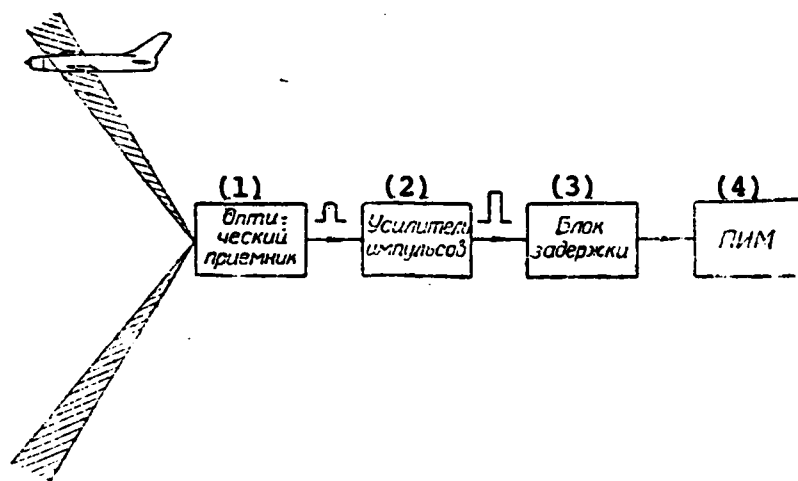 (1) (2) (3) (4)
Опти-
ческий
приемник
Усилитель
импульсов
Блок
задержки
ПИМ